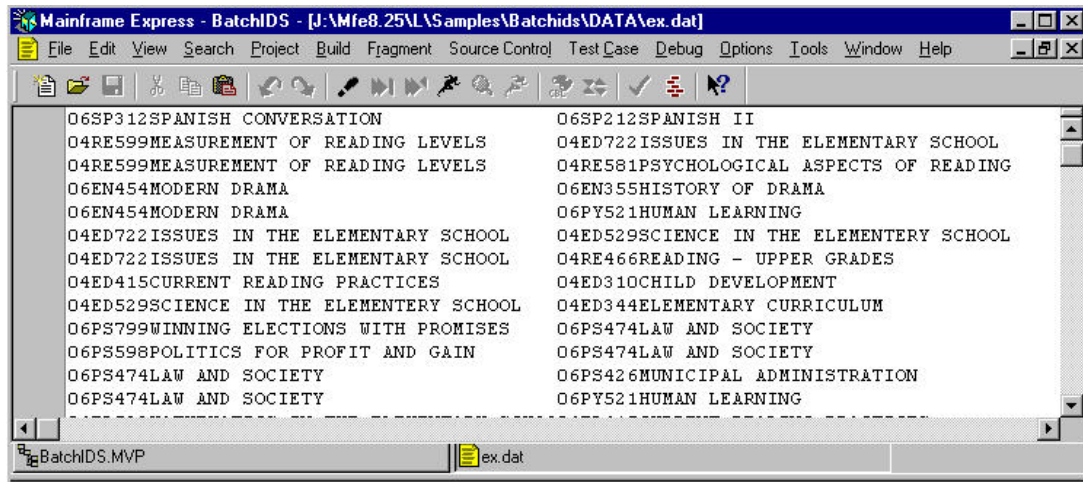 Mainframe Express - BatchIDS - [J:\Mfe8.25\L\Samples\Batchids\DATA\ex.dat]
File Edit View Search Project Build Fragment Source Control Test Case Debug Options Tools Window Help
06SP312SPANISH CONVERSATION 06SP212SPANISH II
04RE599MEASUREMENT OF READING LEVELS 04ED722ISSUES IN THE ELEMENTARY SCHOOL
04RE599MEASUREMENT OF READING LEVELS 04RE581PSYCHOLOGICAL ASPECTS OF READING
06EN454MODERN DRAMA 06EN355HISTORY OF DRAMA
06EN454MODERN DRAMA 06PY521HUMAN LEARNING
04ED722ISSUES IN THE ELEMENTARY SCHOOL 04ED529SCIENCE IN THE ELEMENTERY SCHOOL
04ED722ISSUES IN THE ELEMENTARY SCHOOL 04RE466READING - UPPER GRADES
04ED415CURRENT READING PRACTICES 04ED310CHILD DEVELOPMENT
04ED529SCIENCE IN THE ELEMENTERY SCHOOL 04ED344ELEMENTARY CURRICULUM
06PS799WINNING ELECTIONS WITH PROMISES 06PS474LAW AND SOCIETY
06PS598POLITICS FOR PROFIT AND GAIN 06PS474LAW AND SOCIETY
06PS474LAW AND SOCIETY 06PS426MUNICIPAL ADMINISTRATION
06PS474LAW AND SOCIETY 06PY521HUMAN LEARNING
BatchIDS.MVP ex.dat